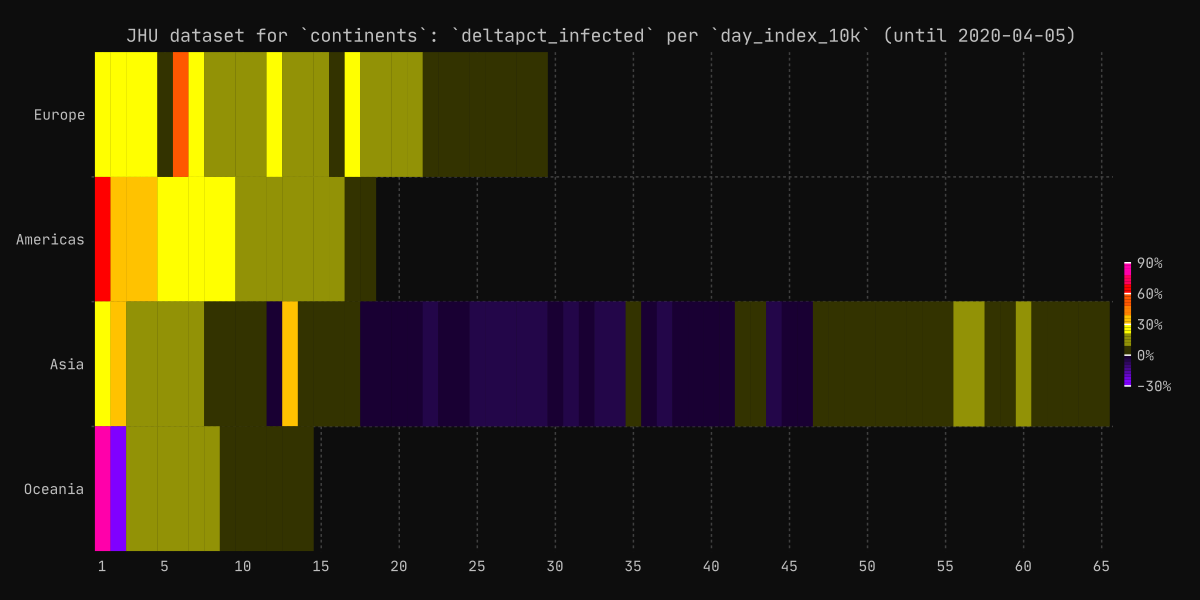 JHU dataset for `continents`: `deltapct_infected` per `day_index_10k` (until 2020-04-05)
Europe
Americas
Asia
Oceania
90%
60%
30%
0%
-30%
1 5 10 15 20 25 30 35 40 45 50 55 60 65